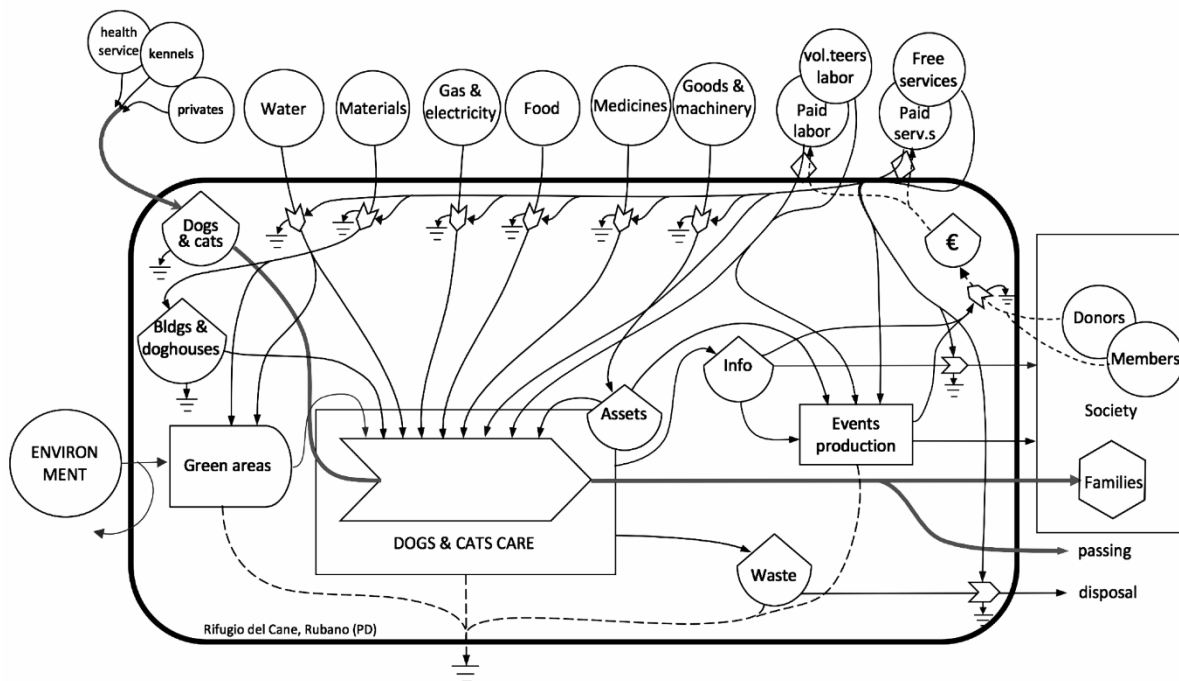 health
service
kennels
privates
Water
Materials
Gas &
electricity
Food
Medicines
Goods &
machinery
vol.teers
labor
Paid
labor
Free
services
Paid
serv.s
Dogs
& cats
€
Bldgs &
doghouses
Donors
Members
Info
Assets
Society
Events
production
ENVIRON
MENT
Green areas
Families
DOGS & CATS CARE
passing
Waste
disposal
Rifugio del Cane, Rubano (PD)